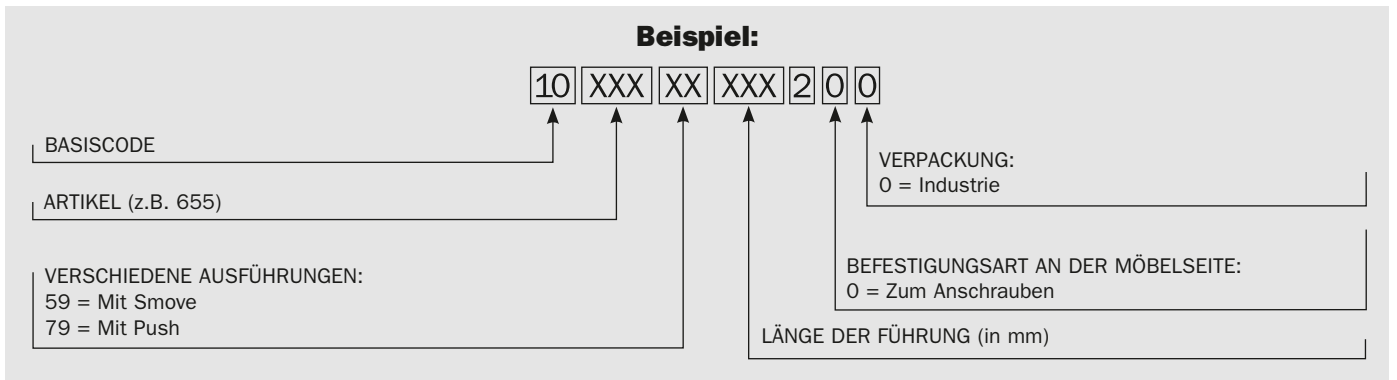 Beispiel:
10 XXX XX XXX 2 0 0
BASISCODE
ARTIKEL (z.B. 655)
VERSCHIEDENE AUSFÜHRUNGEN:
59 = Mit Smove
79 = Mit Push
VERPACKUNG:
0 = Industrie
BEFESTIGUNGSART AN DER MÖBELSEITE:
0 = Zum Anschrauben
LÄNGE DER FÜHRUNG (in mm)